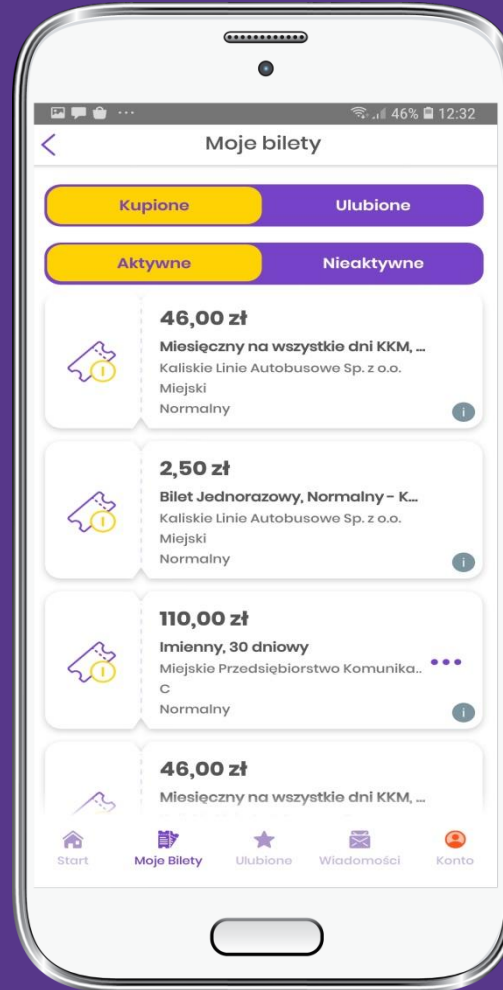 46% 12:32
Moje bilety
Kupione Ulubione
Aktywne Nieaktywne
46,00 zł
Miesięczny na wszystkie dni KKM, ...
Kaliskie Linie Autobusowe Sp. z o.o.
Miejski
Normalny
i
2,50 zł
Bilet Jednorazowy, Normalny - K...
Kaliskie Linie Autobusowe Sp. z o.o.
Miejski
Normalny
i
110,00 zł
Imienny, 30 dniowy
Miejskie Przedsiębiorstwo Komunika..
C
Normalny
i
46,00 zł
Miesięczny na wszystkie dni KKM, ...
Start Moje Bilety Ulubione Wiadomości Konto